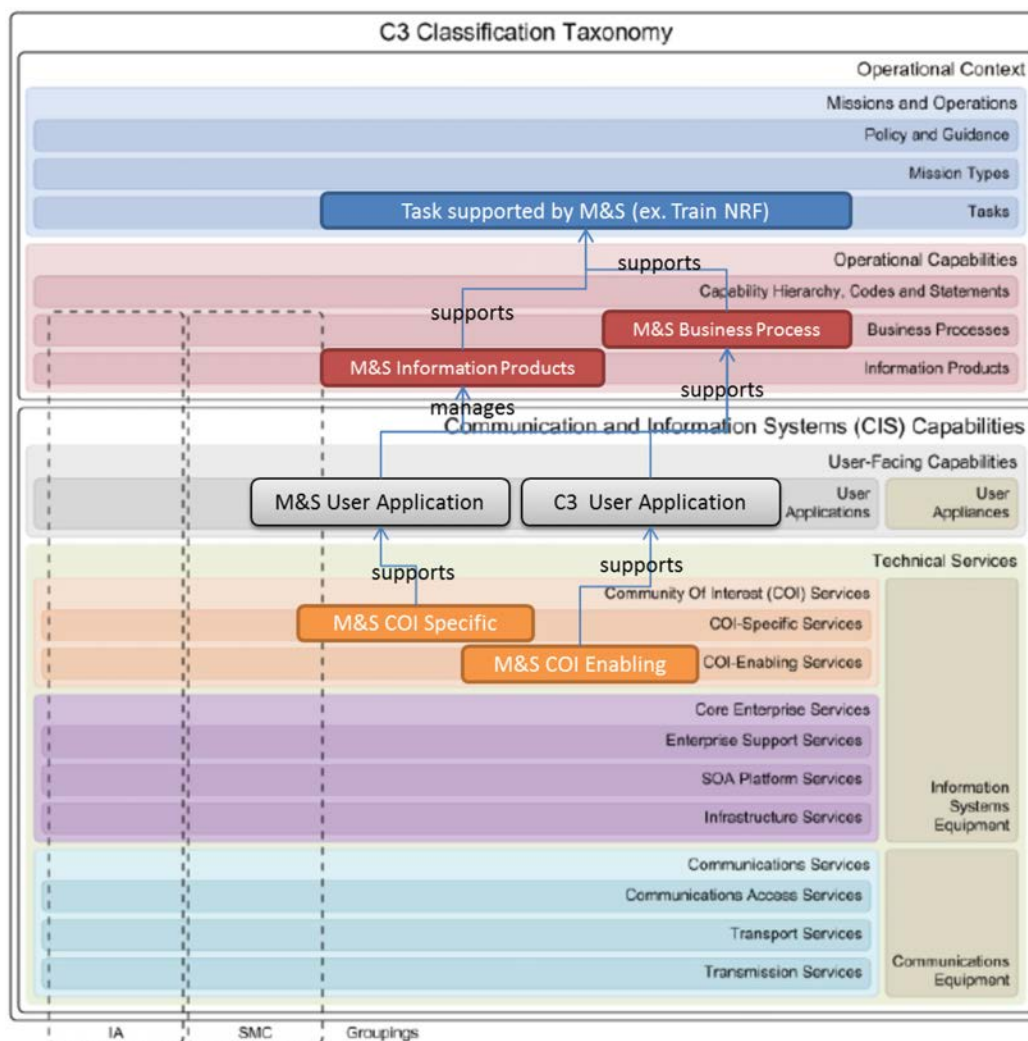 C3 Classification Taxonomy
Operational Context
Missions and Operations
Policy and Guidance
Mission Types
Task supported by M&S (ex. Train NRF)
Tasks
supports
Operational Capabilities
Capability Hierarchy, Codes and Statements
supports
M&S Business Process
Business Processes
M&S Information Products
Information Products
supports
manages
Communication and Information Systems (CIS) Capabilities
User-Facing Capabilities
M&S User Application
C3 User Application
User
Applications
User
Appliances
Technical Services
supports
supports
Community Of Interest (COI) Services
M&S COI Specific
COI-Specific Services
M&S COI Enabling
COI-Enabling Services
Core Enterprise Services
Enterprise Support Services
SOA Platform Services
Infrastructure Services
Information
Systems
Equipment
Communications Services
Communications Access Services
Transport Services
Transmission Services
Communications
Equipment
IA
SMC
Groupings